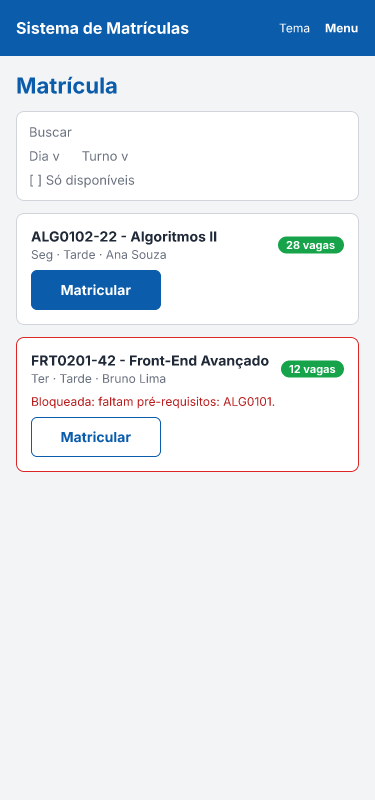 Sistema de Matrículas Tema Menu
Matrícula
Buscar
Dia v Turno v
[ ] Só disponíveis
ALG0102-22 - Algoritmos II
28 vagas
Seg · Tarde · Ana Souza
Matricular
FRT0201-42 - Front-End Avançado
12 vagas
Ter · Tarde · Bruno Lima
Bloqueada: faltam pré-requisitos: ALG0101.
Matricular